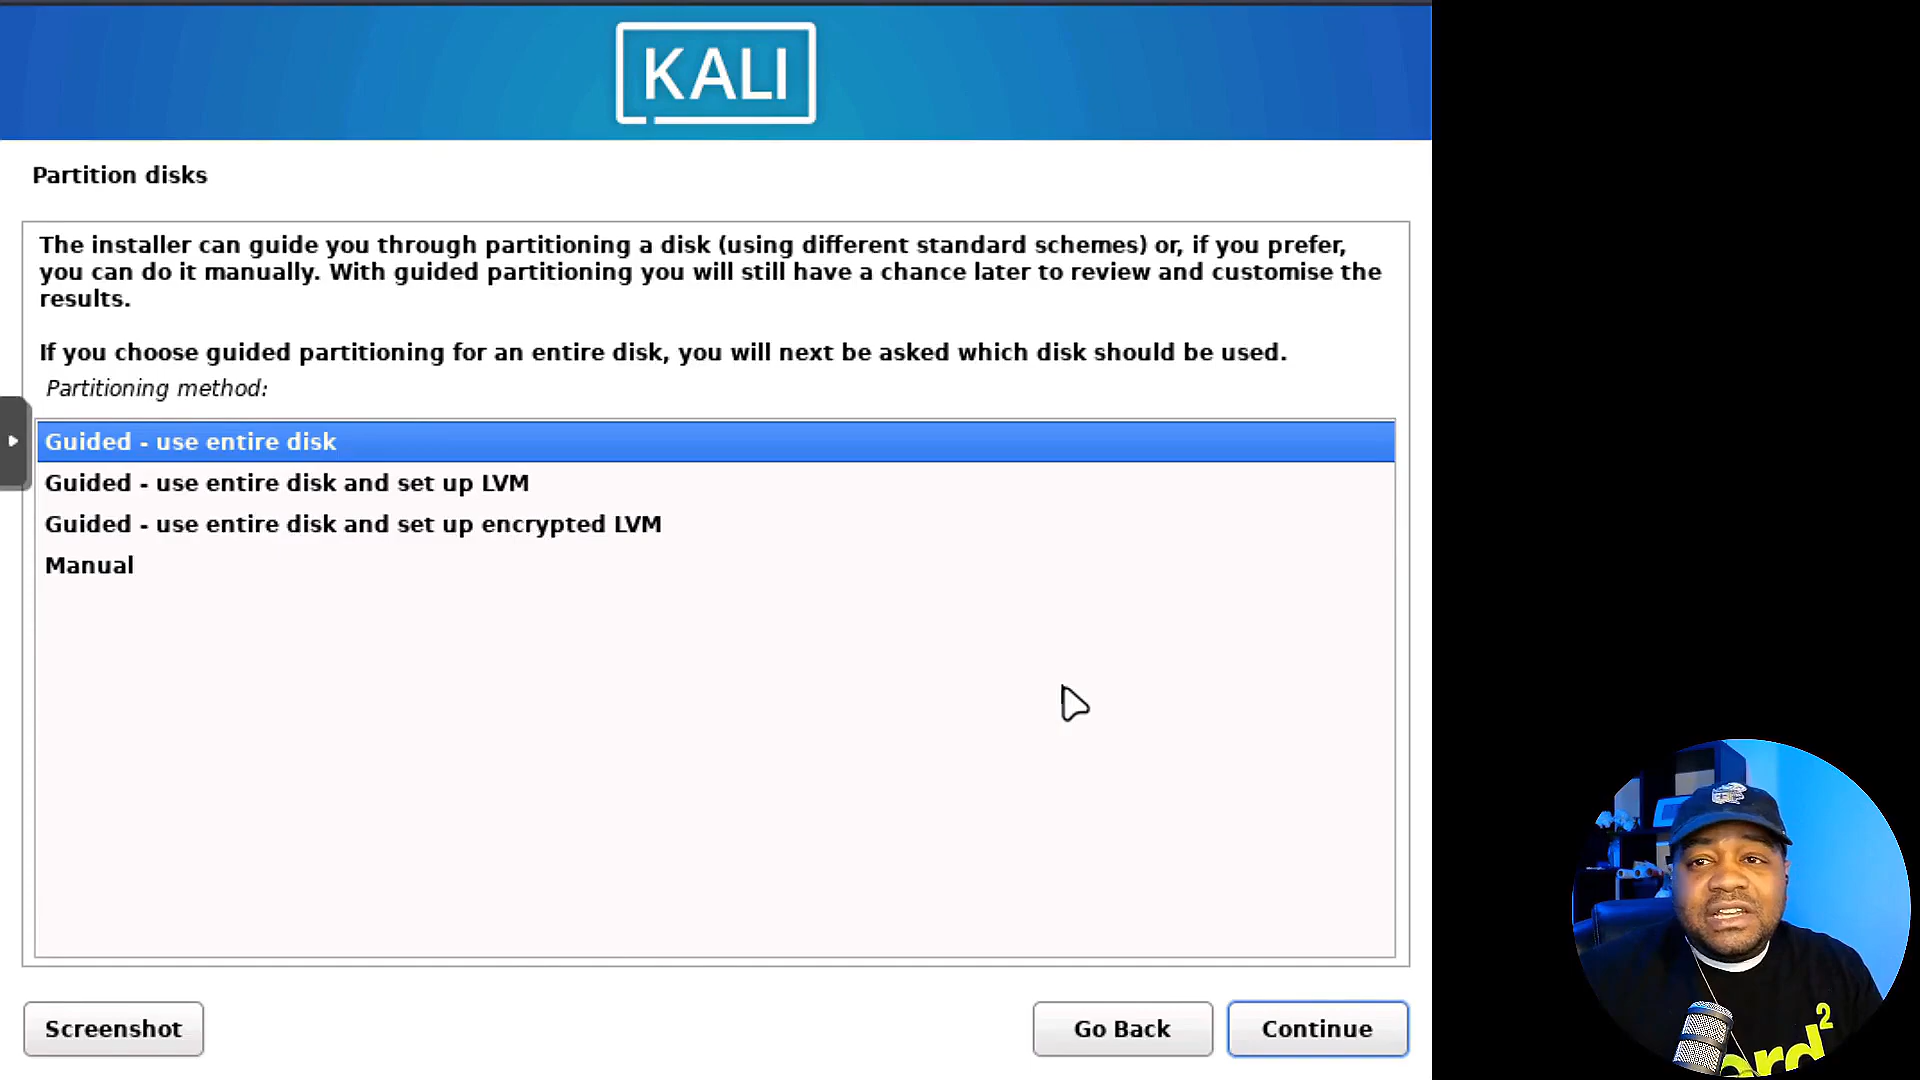 KALI
Partition disks
The installer can guide you through partitioning a disk (using different standard schemes) or, if you prefer,
you can do it manually. With guided partitioning you will still have a chance later to review and customise the
results.
If you choose guided partitioning for an entire disk, you will next be asked which disk should be used.
Partitioning method:
Guided - use entire disk
Guided - use entire disk and set up LVM
Guided - use entire disk and set up encrypted LVM
Manual
Screenshot
Go Back
Continue